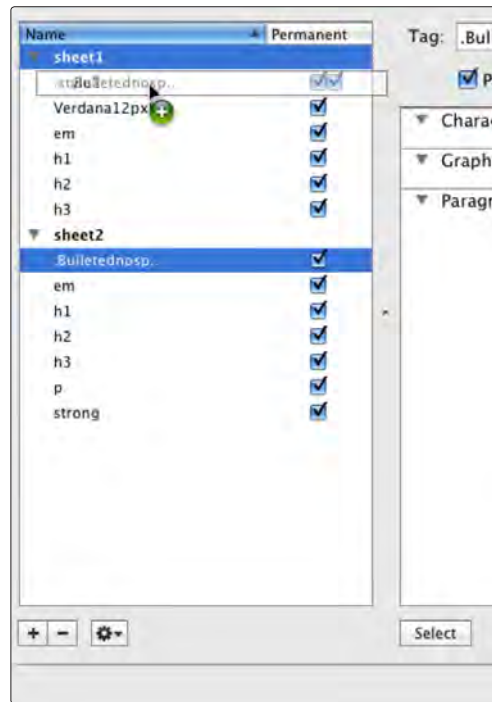 Name Permanent
sheet1
Verdana12px
em
h1
h2
h3
sheet2
.Bulletednosp..
em
h1
h2
h3
p
strong
+ −
Tag: .Bul
P
Charac
Graph
Paragr
Select